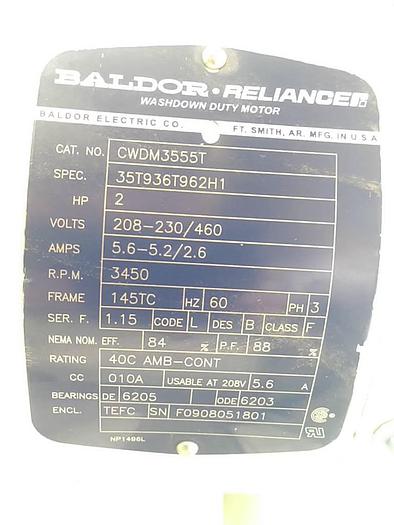 BALDOR · RELIANCER
WASHDOWN DUTY MOTOR
BALDOR ELECTRIC CO. FT. SMITH, AR. MFG. IN U.S.A
CAT. NO. CWDM3555T
SPEC. 35T936T962H1
HP 2
VOLTS 208-230/460
AMPS 5.6-5.2/2.6
R.P.M. 3450
FRAME 145TC HZ 60 PH 3
SER. F. 1.15 CODE L DES B CLASS F
NEMA NOM. EFF. 84 % P.F. 88 %
RATING 40C AMB-CONT
CC 010A USABLE AT 208V 5.6 A
BEARINGS DE 6205 ODE 6203
ENCL. TEFC SN F0908051801
NP1496L